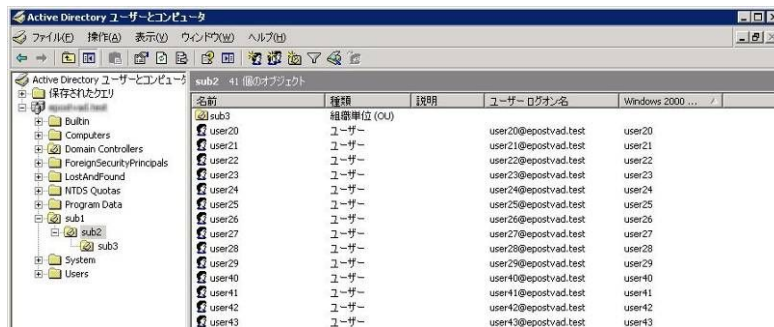 Active Directory ユーザーとコンピュータ
ファイル(F) 操作(A) 表示(V) ウィンドウ(W) ヘルプ(H)
Active Directory ユーザーとコンピュータ
保存されたクエリ
Builtin
Computers
Domain Controllers
ForeignSecurityPrincipals
LostAndFound
NTDS Quotas
Program Data
sub1
sub2
sub3
System
Users
sub2 41 個のオブジェクト
名前 種類 説明 ユーザー ログオン名 Windows 2000 ...
sub3 組織単位 (OU)
user20 ユーザー user20@epostvad.test user20
user21 ユーザー user21@epostvad.test user21
user22 ユーザー user22@epostvad.test user22
user23 ユーザー user23@epostvad.test user23
user24 ユーザー user24@epostvad.test user24
user25 ユーザー user25@epostvad.test user25
user26 ユーザー user26@epostvad.test user26
user27 ユーザー user27@epostvad.test user27
user28 ユーザー user28@epostvad.test user28
user29 ユーザー user29@epostvad.test user29
user40 ユーザー user40@epostvad.test user40
user41 ユーザー user41@epostvad.test user41
user42 ユーザー user42@epostvad.test user42
user43 ユーザー user43@epostvad.test user43